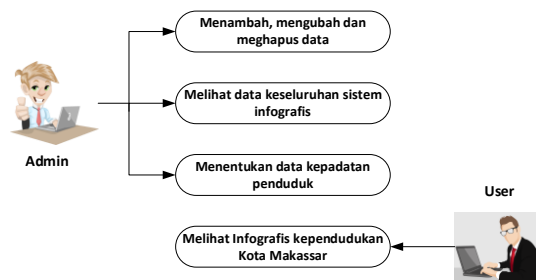 Menambah, mengubah dan
meghapus data
Melihat data keseluruhan sistem
infografis
Admin
Menentukan data kepadatan
penduduk
User
Melihat Infografis kependudukan
Kota Makassar